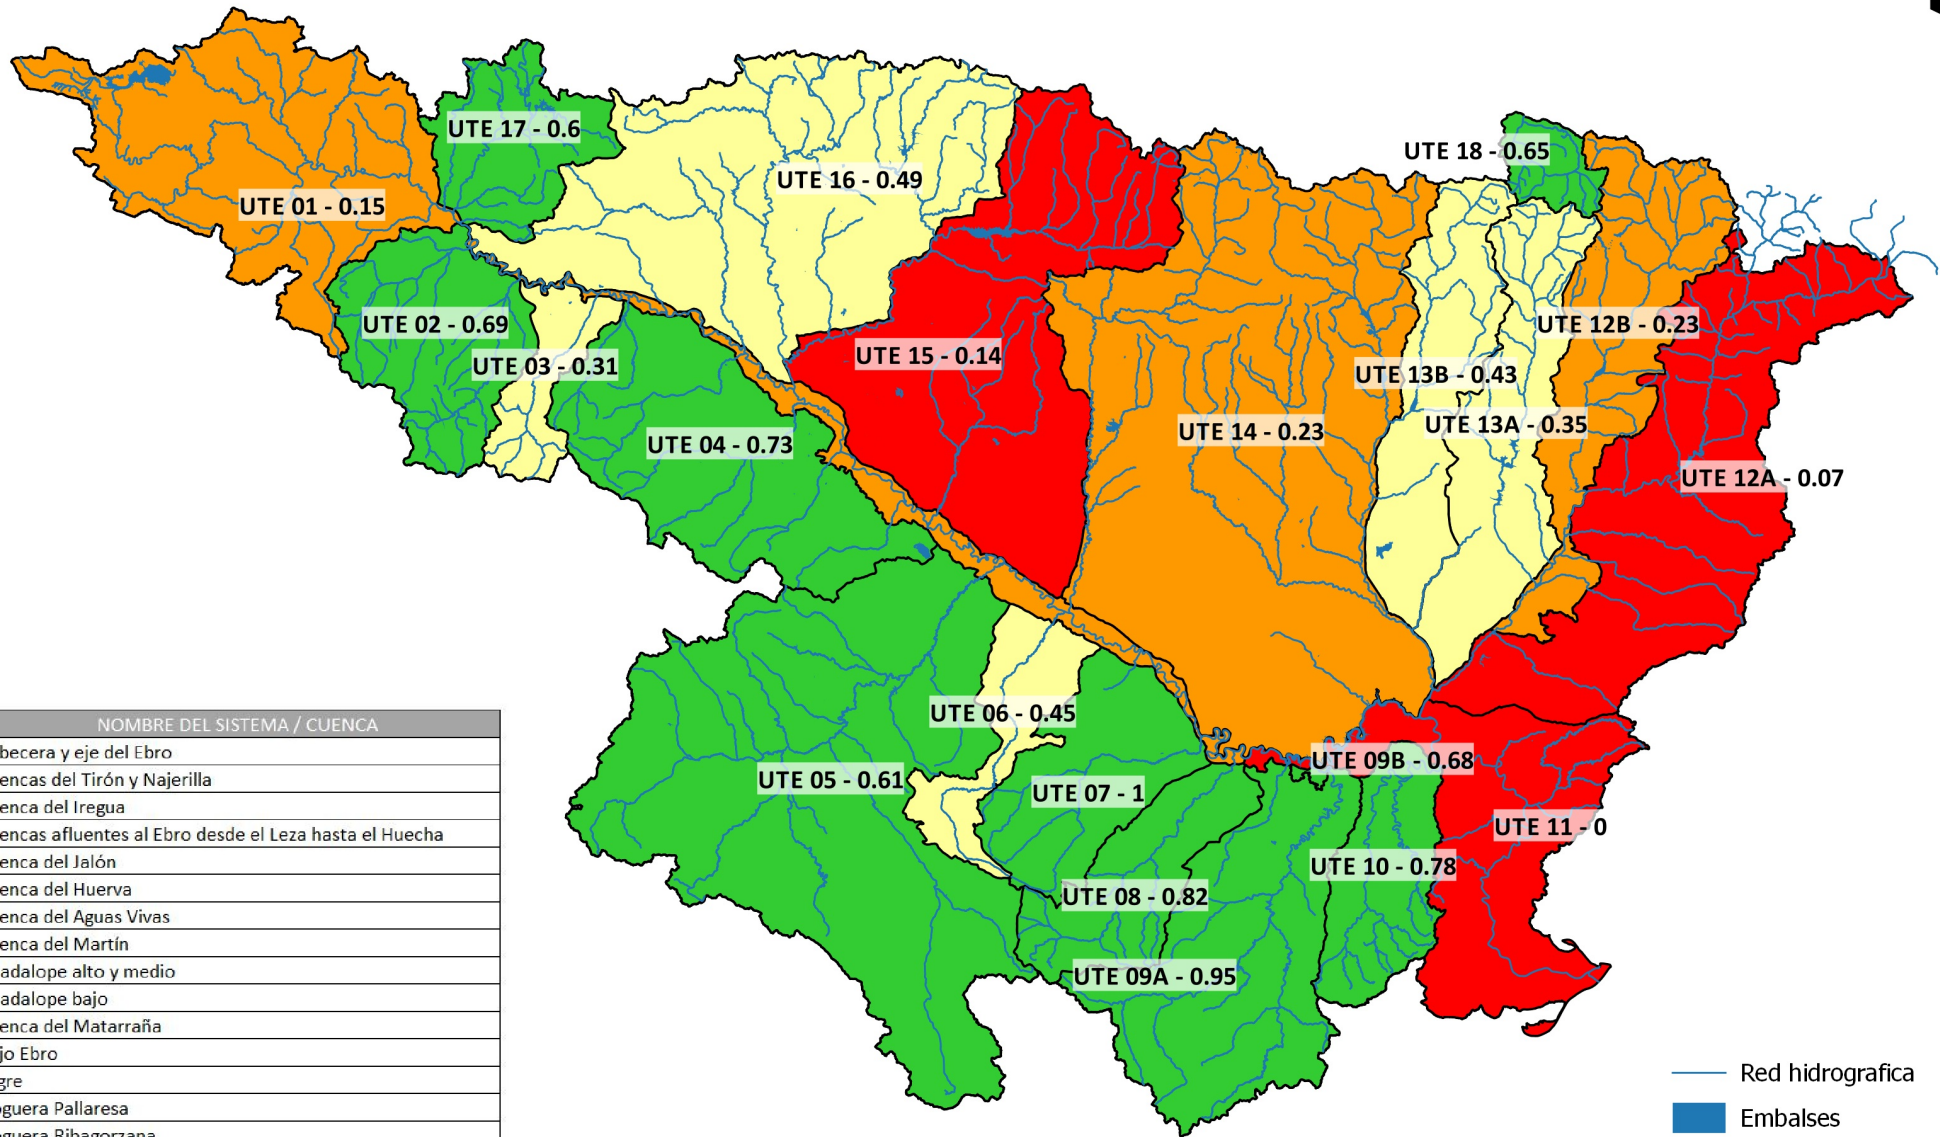 UTE 17 - 0.6
UTE 18 - 0.65
UTE 16 - 0.49
UTE 01 - 0.15
UTE 02 - 0.69
UTE 12B - 0.23
UTE 15 - 0.14
UTE 03 - 0.31
UTE 13B - 0.43
UTE 13A - 0.35
UTE 14 - 0.23
UTE 04 - 0.73
UTE 12A - 0.07
UTE 06 - 0.45
UTE 09B - 0.68
UTE 05 - 0.61
UTE 07 - 1
UTE 11 - 0
UTE 10 - 0.78
UTE 08 - 0.82
UTE 09A - 0.95
NOMBRE DEL SISTEMA / CUENCA
becera y eje del Ebro
encas del Tirón y Najerilla
enca del Iregua
encas afluentes al Ebro desde el Leza hasta el Huecha
enca del Jalón
enca del Huerva
enca del Aguas Vivas
enca del Martín
adalope alto y medio
adalope bajo
enca del Matarraña
jo Ebro
gre
guera Pallaresa
guera Ribagorzana
Red hidrografica
Embalses